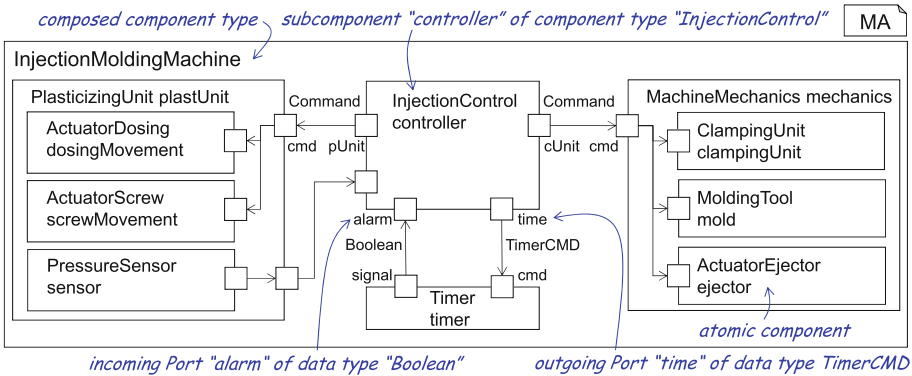 composed component type
subcomponent “controller” of component type “InjectionControl”
MA
InjectionMoldingMachine
PlasticizingUnit plastUnit
ActuatorDosing
dosingMovement
ActuatorScrew
screwMovement
PressureSensor
sensor
Command
cmd
pUnit
InjectionControl
controller
Command
cUnit
cmd
alarm
time
Boolean
TimerCMD
signal
cmd
Timer
timer
MachineMechanics mechanics
ClampingUnit
clampingUnit
MoldingTool
mold
ActuatorEjector
ejector
atomic component
incoming Port “alarm” of data type “Boolean”
outgoing Port “time” of data type TimerCMD